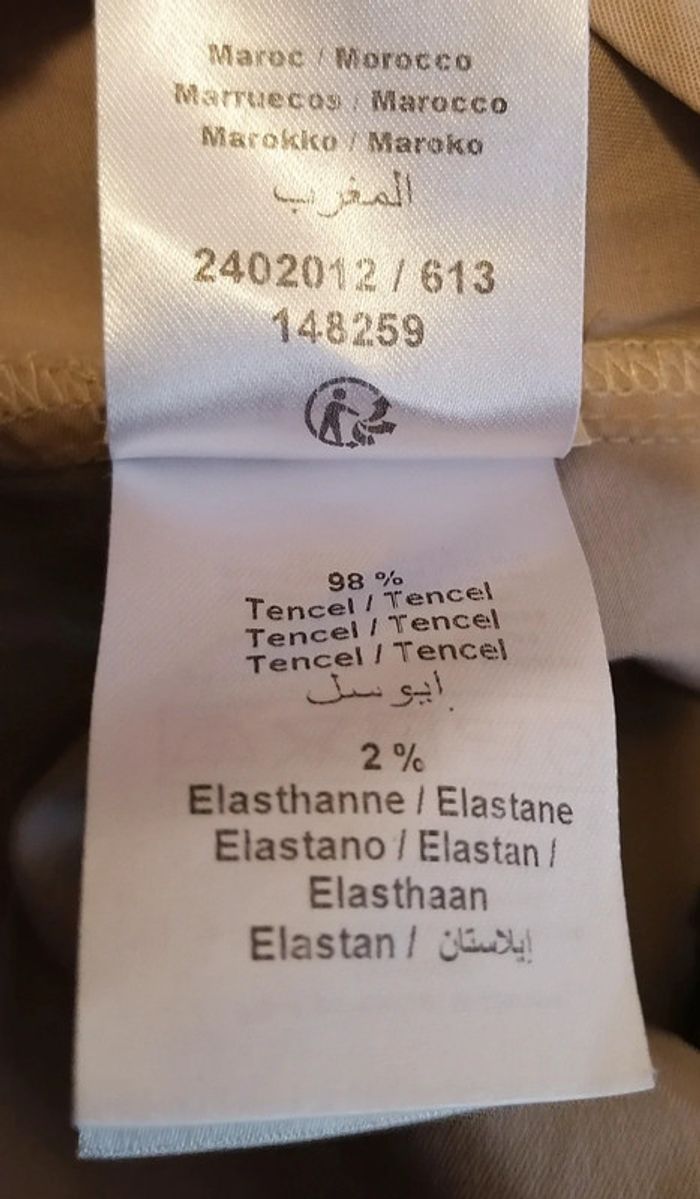 Maroc / Morocco
Marruecos / Marocco
Marokko / Maroko
المغرب
2402012 / 613
148259
98 %
Tencel / Tencel
Tencel / Tencel
Tencel / Tencel
ايوسل
2 %
Elasthanne / Elastane
Elastano / Elastan /
Elasthaan
Elastan / إيلاستان